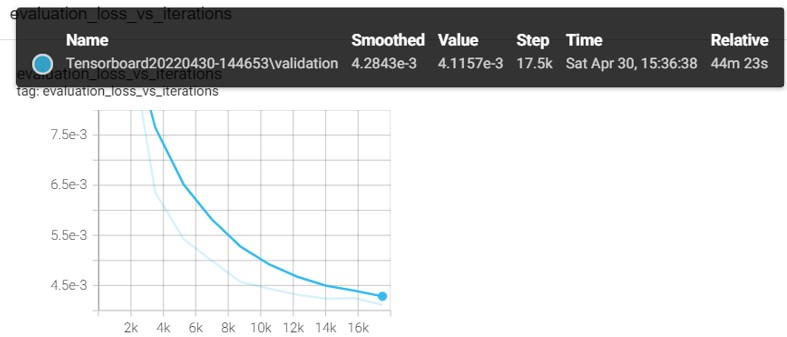 evaluation_loss_vs_iterations
Name Smoothed Value Step Time Relative
Tensorboard20220430-144653\validation 4.2843e-3 4.1157e-3 17.5k Sat Apr 30, 15:36:38 44m 23s
evaluation_loss_vs_iterations
tag: evaluation_loss_vs_iterations
7.5e-3
6.5e-3
5.5e-3
4.5e-3
2k 4k 6k 8k 10k 12k 14k 16k